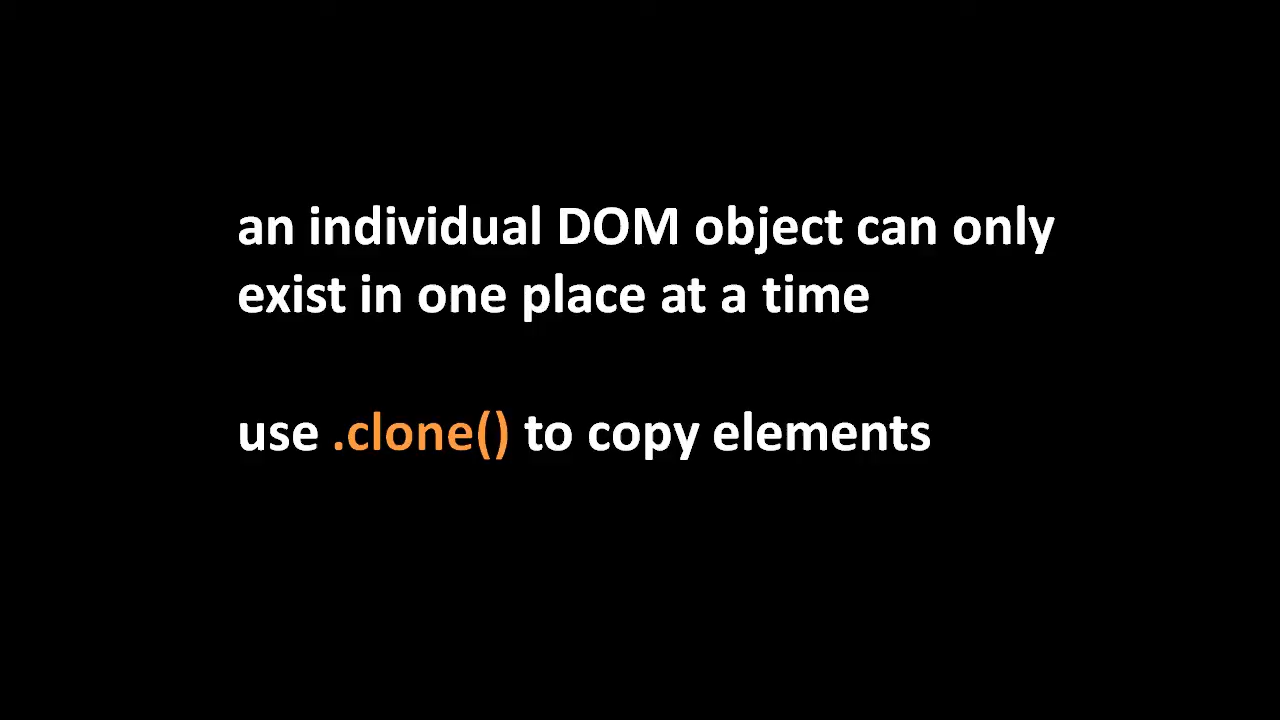 an individual DOM object can only
exist in one place at a time
use .clone() to copy elements